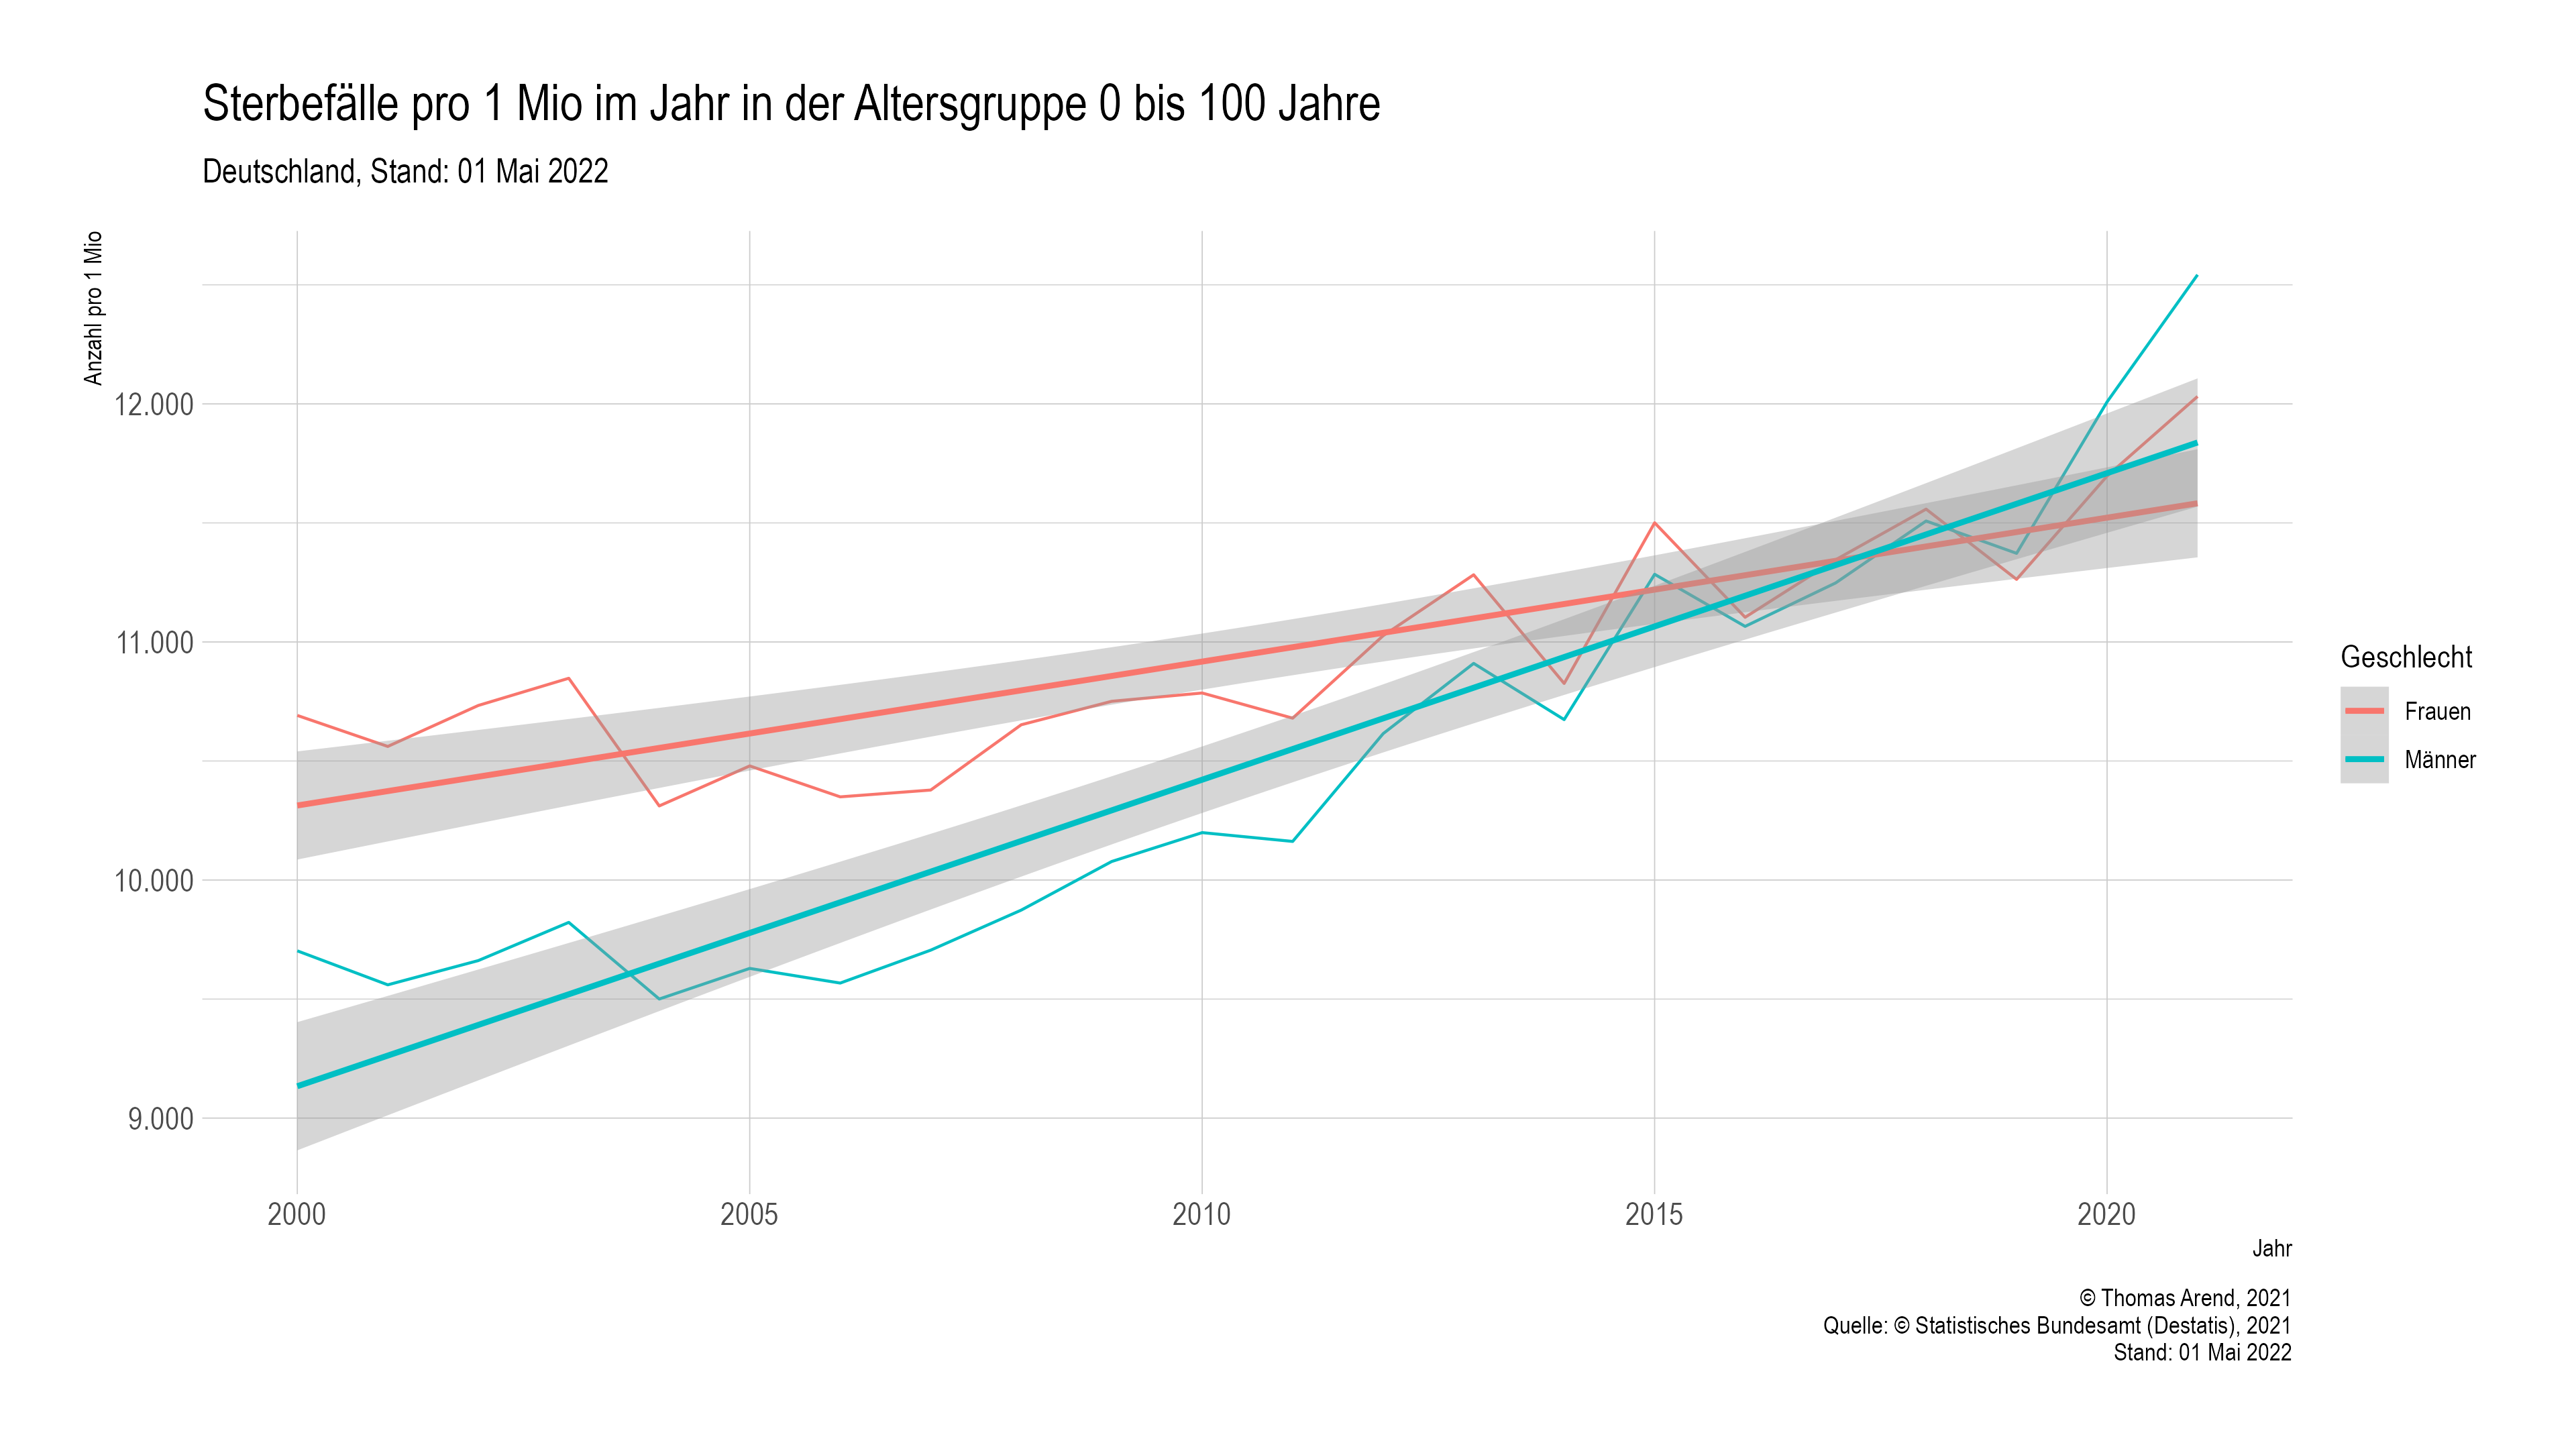 Sterbefälle pro 1 Mio im Jahr in der Altersgruppe 0 bis 100 Jahre
Deutschland, Stand: 01 Mai 2022
Anzahl pro 1 Mio
12.000
11.000
10.000
9.000
2000
2005
2010
2015
2020
Jahr
Geschlecht
Frauen
Männer
© Thomas Arend, 2021
Quelle: © Statistisches Bundesamt (Destatis), 2021
Stand: 01 Mai 2022